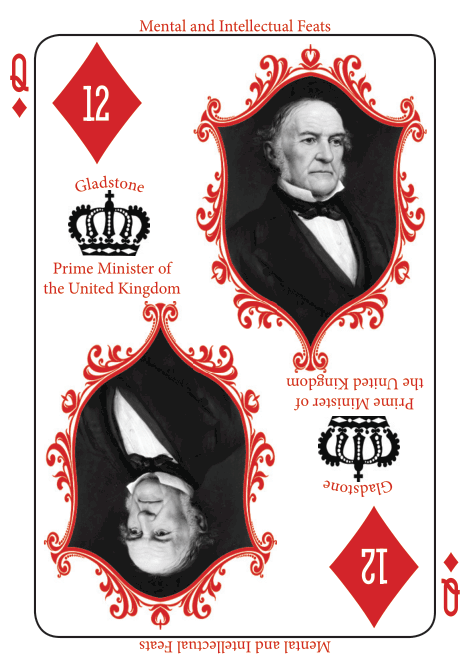 Mental and Intellectual Feats
Q
12
Gladstone
Prime Minister of
the United Kingdom
Prime Minister of
the United Kingdom
Gladstone
12
Q
Mental and Intellectual Feats